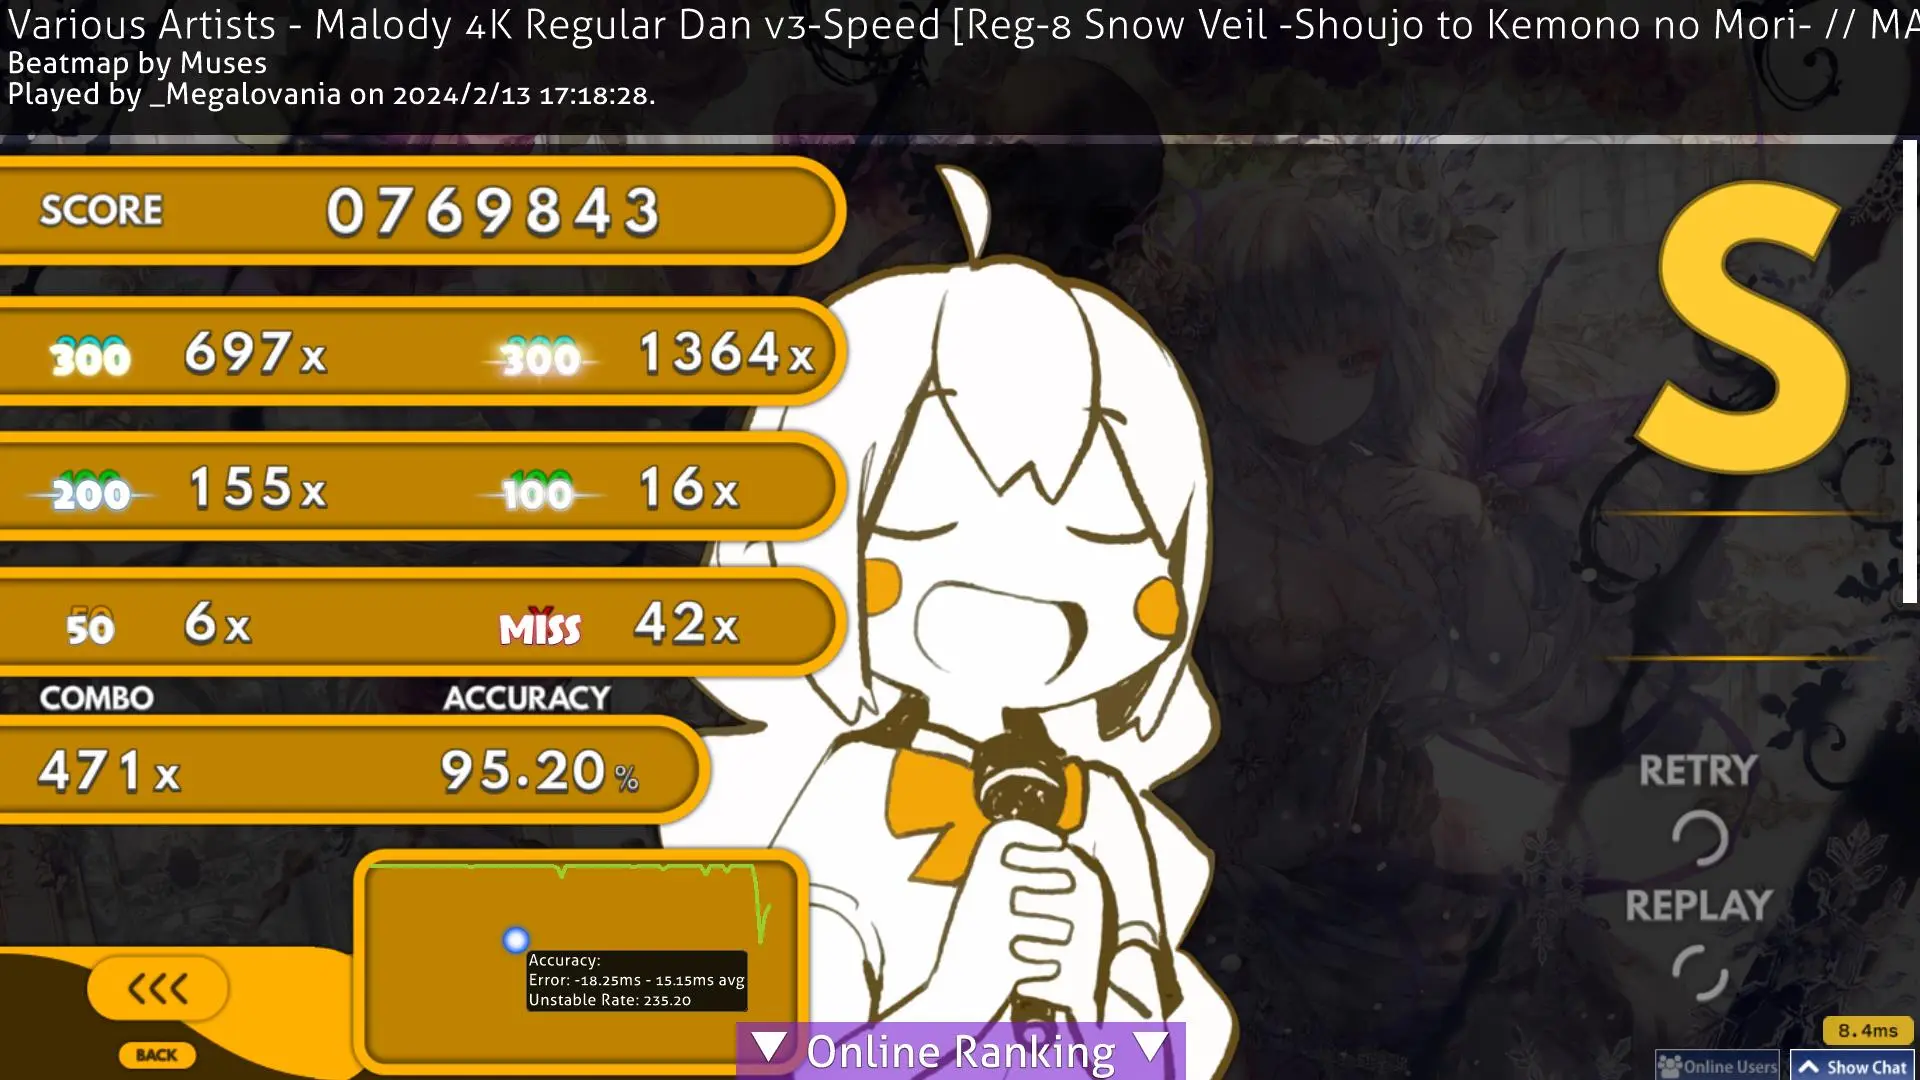 Various Artists - Malody 4K Regular Dan v3-Speed [Reg-8 Snow Veil -Shoujo to Kemono no Mori- // MA
Beatmap by Muses
Played by _Megalovania on 2024/2/13 17:18:28.
SCORE 0769843
300 697x 300 1364x
200 155x 100 16x
50 6x MISS 42x
COMBO ACCURACY
471x 95.20%
S
RETRY
REPLAY
Accuracy:
Error: -18.25ms - 15.15ms avg
Unstable Rate: 235.20
<<<
BACK
▼ Online Ranking ▼
8.4ms
Online Users
Show Chat